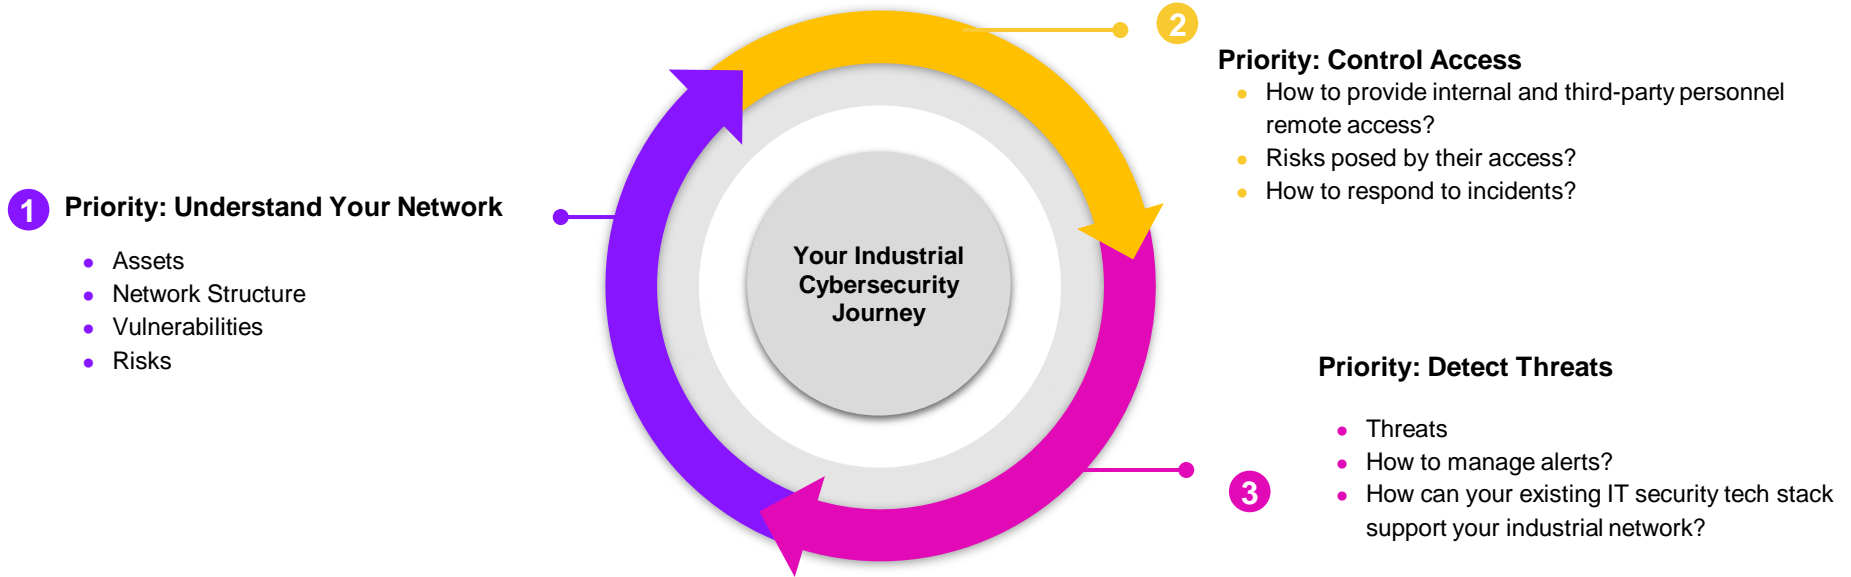 1
Priority: Understand Your Network
Assets
Network Structure
Vulnerabilities
Risks
Your Industrial
Cybersecurity
Journey
2
Priority: Control Access
How to provide internal and third-party personnel
remote access?
Risks posed by their access?
How to respond to incidents?
3
Priority: Detect Threats
Threats
How to manage alerts?
How can your existing IT security tech stack
support your industrial network?